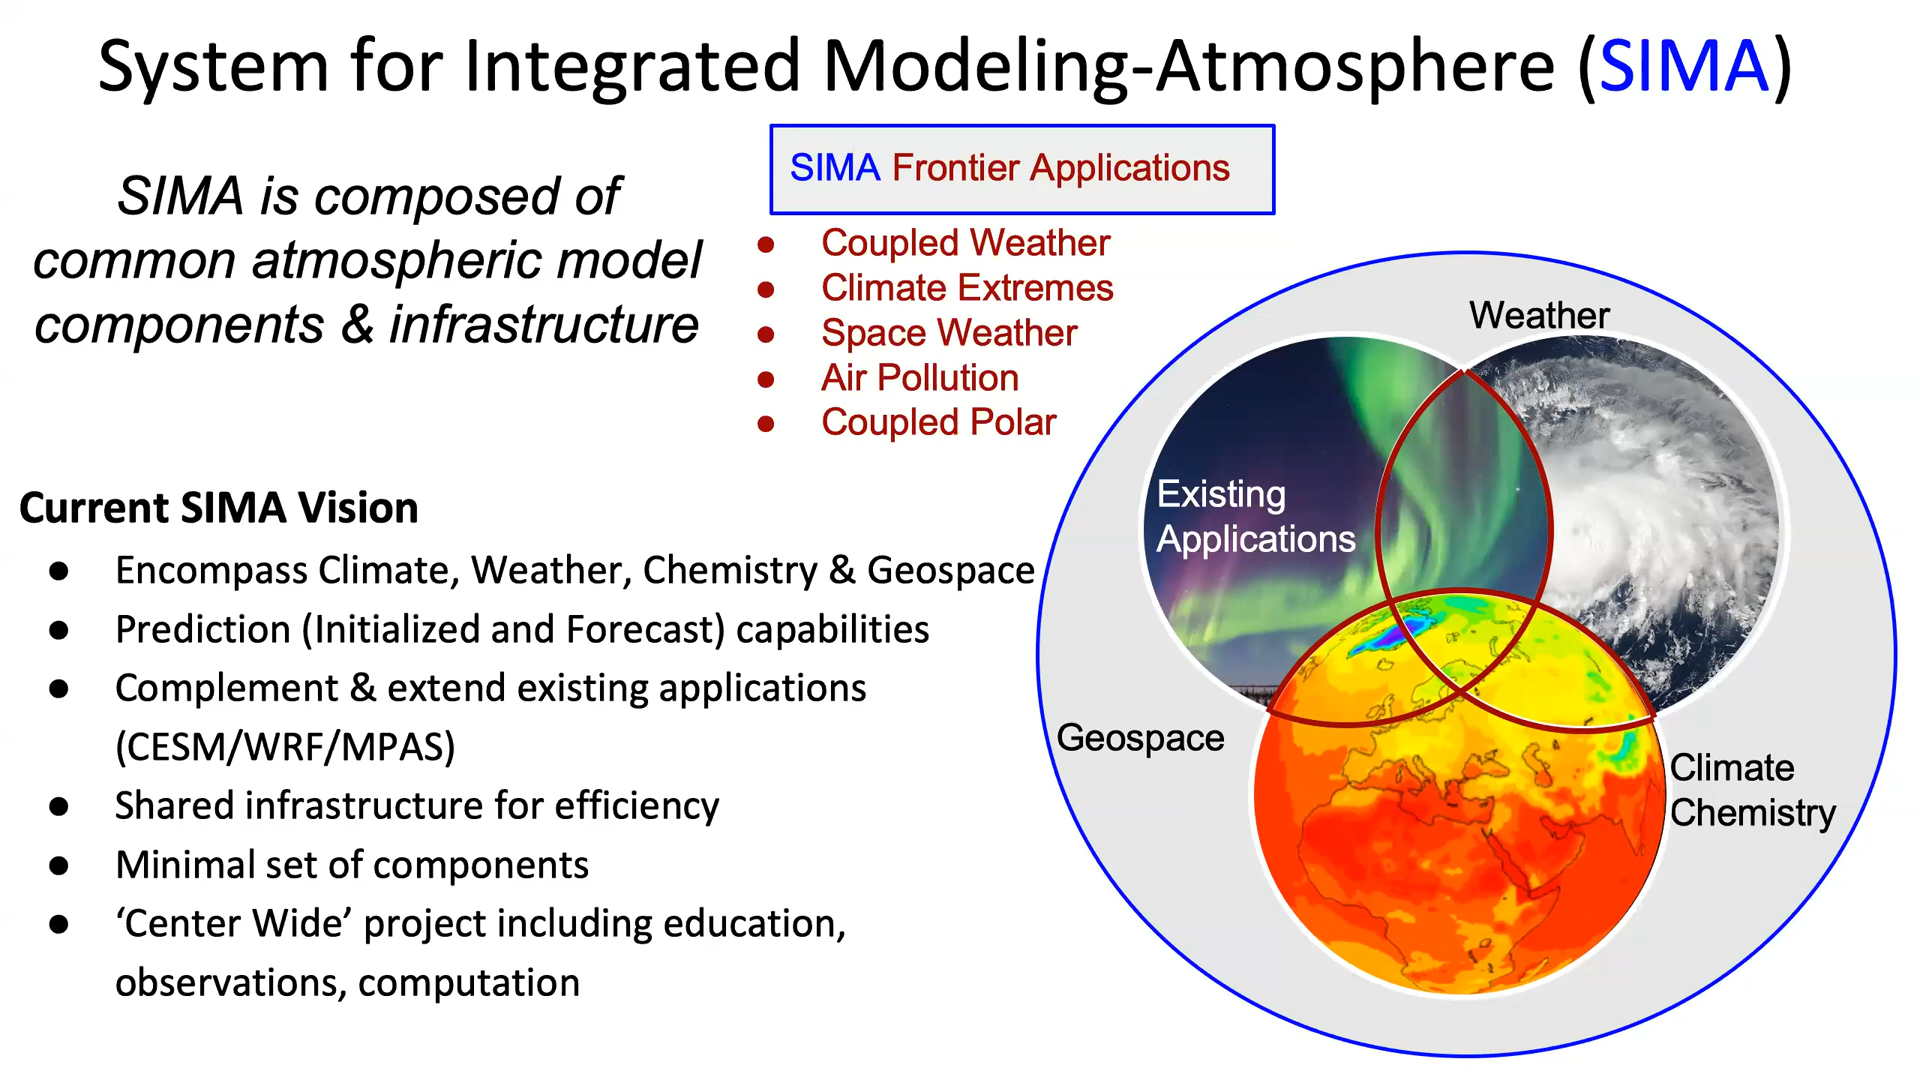 System for Integrated Modeling-Atmosphere (SIMA)
SIMA is composed of
common atmospheric model
components & infrastructure
SIMA Frontier Applications
● Coupled Weather
● Climate Extremes
● Space Weather
● Air Pollution
● Coupled Polar
Current SIMA Vision
● Encompass Climate, Weather, Chemistry & Geospace
● Prediction (Initialized and Forecast) capabilities
● Complement & extend existing applications
(CESM/WRF/MPAS)
● Shared infrastructure for efficiency
● Minimal set of components
● ‘Center Wide’ project including education,
observations, computation
Weather
Existing
Applications
Geospace
Climate
Chemistry